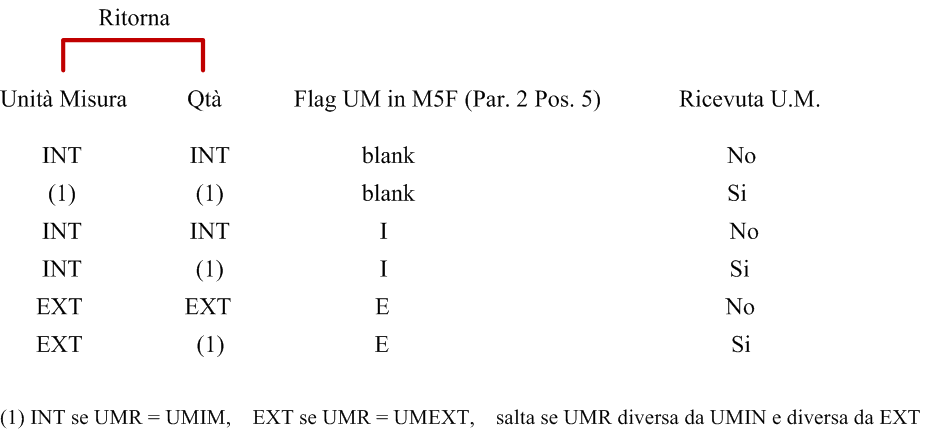 Ritorna
Unità Misura Qtà Flag UM in M5F (Par. 2 Pos. 5) Ricevuta U.M.
INT INT blank No
(1) (1) blank Si
INT INT I No
INT (1) I Si
EXT EXT E No
EXT (1) E Si
(1) INT se UMR = UMIM, EXT se UMR = UMEXT, salta se UMR diversa da UMIN e diversa da EXT